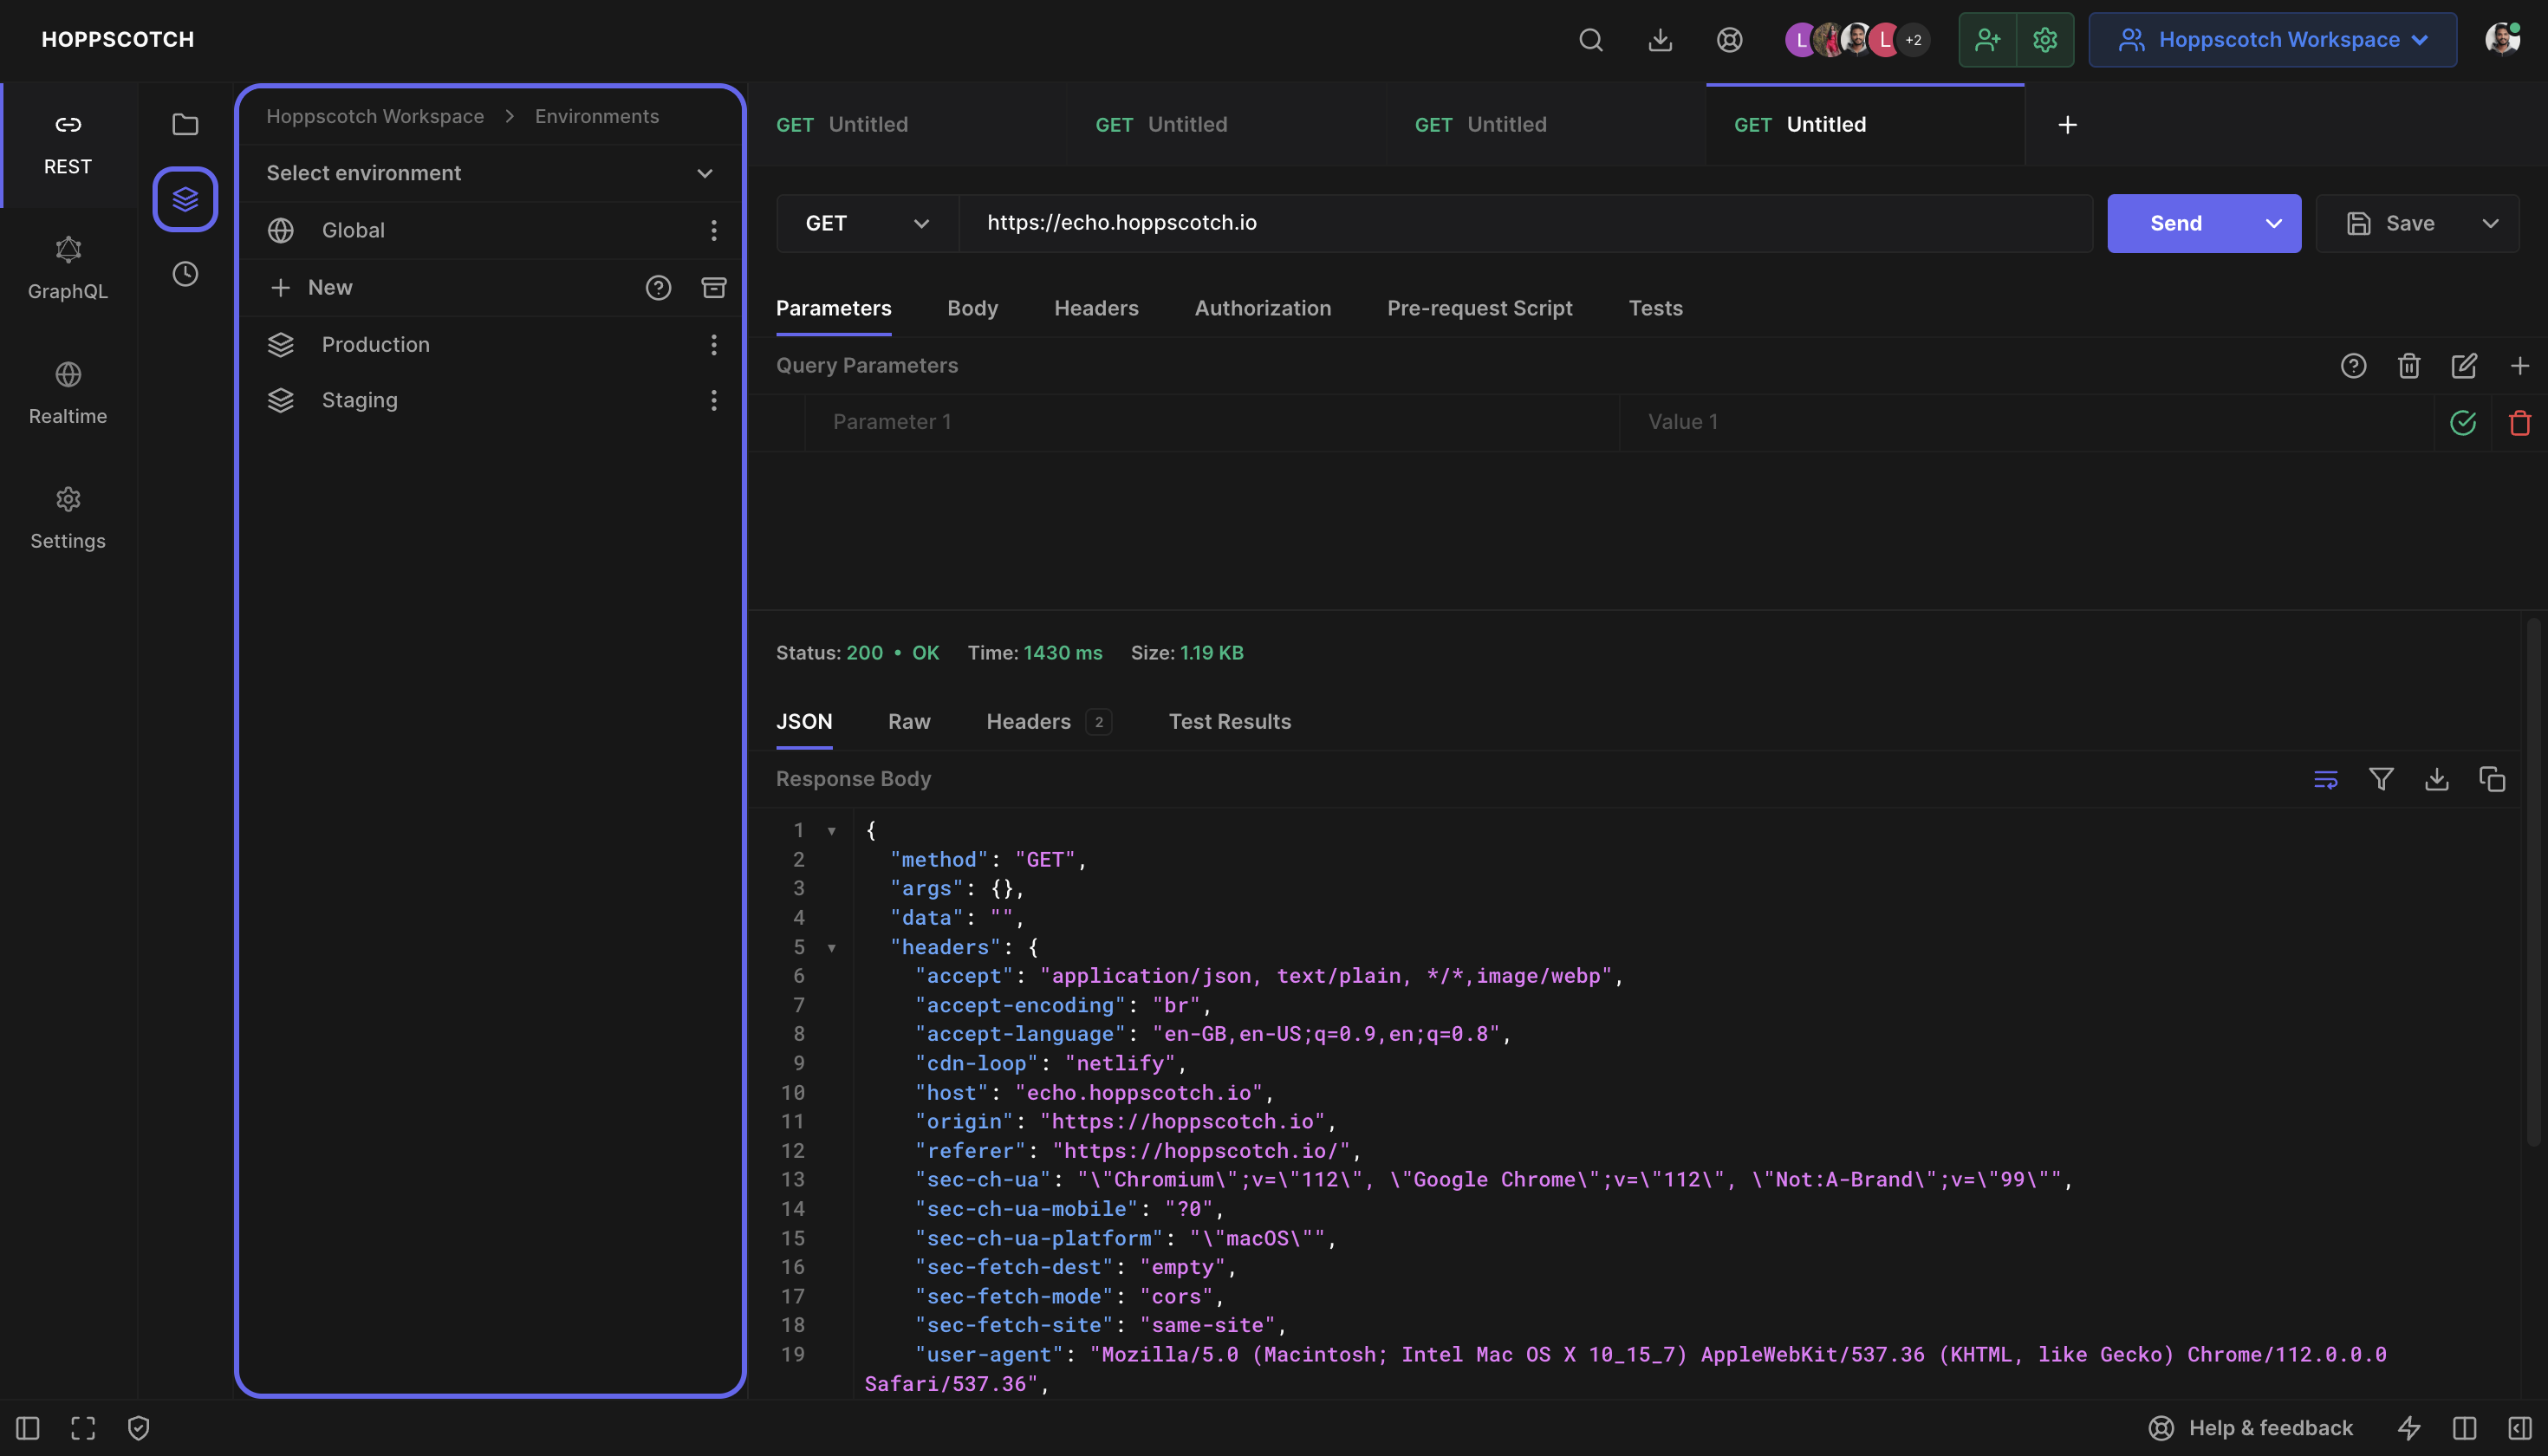 HOPPSCOTCH
L
L
+2
Hoppscotch Workspace
REST
GraphQL
Realtime
Settings
Hoppscotch Workspace > Environments
Select environment
Global
New
Production
Staging
GET Untitled
GET Untitled
GET Untitled
GET Untitled
GET
https://echo.hoppscotch.io
Send
Save
Parameters Body Headers Authorization Pre-request Script Tests
Query Parameters
Parameter 1 Value 1
Status: 200 • OK Time: 1430 ms Size: 1.19 KB
JSON Raw Headers 2 Test Results
Response Body
1 {
2 "method": "GET",
3 "args": {},
4 "data": "",
5 "headers": {
6 "accept": "application/json, text/plain, */*,image/webp",
7 "accept-encoding": "br",
8 "accept-language": "en-GB,en-US;q=0.9,en;q=0.8",
9 "cdn-loop": "netlify",
10 "host": "echo.hoppscotch.io",
11 "origin": "https://hoppscotch.io",
12 "referer": "https://hoppscotch.io/",
13 "sec-ch-ua": "\"Chromium\";v=\"112\", \"Google Chrome\";v=\"112\", \"Not:A-Brand\";v=\"99\"",
14 "sec-ch-ua-mobile": "?0",
15 "sec-ch-ua-platform": "\"macOS\"",
16 "sec-fetch-dest": "empty",
17 "sec-fetch-mode": "cors",
18 "sec-fetch-site": "same-site",
19 "user-agent": "Mozilla/5.0 (Macintosh; Intel Mac OS X 10_15_7) AppleWebKit/537.36 (KHTML, like Gecko) Chrome/112.0.0.0
Safari/537.36",
Help & feedback